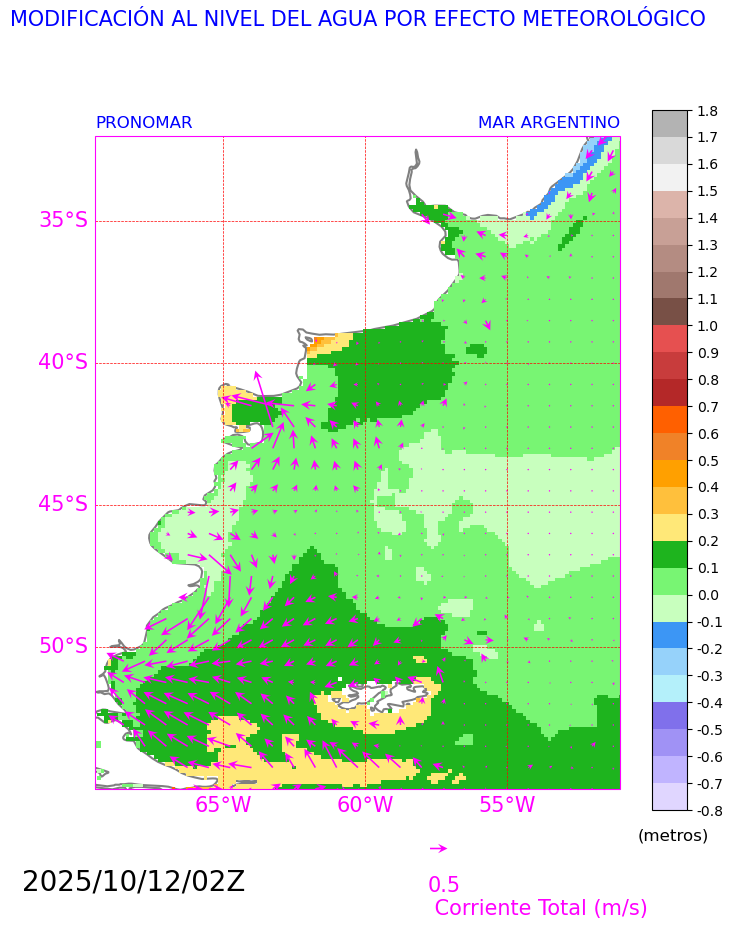 MODIFICACIÓN AL NIVEL DEL AGUA POR EFECTO METEOROLÓGICO
PRONOMAR MAR ARGENTINO
35°S
40°S
45°S
50°S
65°W 60°W 55°W
1.8
1.7
1.6
1.5
1.4
1.3
1.2
1.1
1.0
0.9
0.8
0.7
0.6
0.5
0.4
0.3
0.2
0.1
0.0
-0.1
-0.2
-0.3
-0.4
-0.5
-0.6
-0.7
-0.8
(metros)
2025/10/12/02Z
0.5
Corriente Total (m/s)